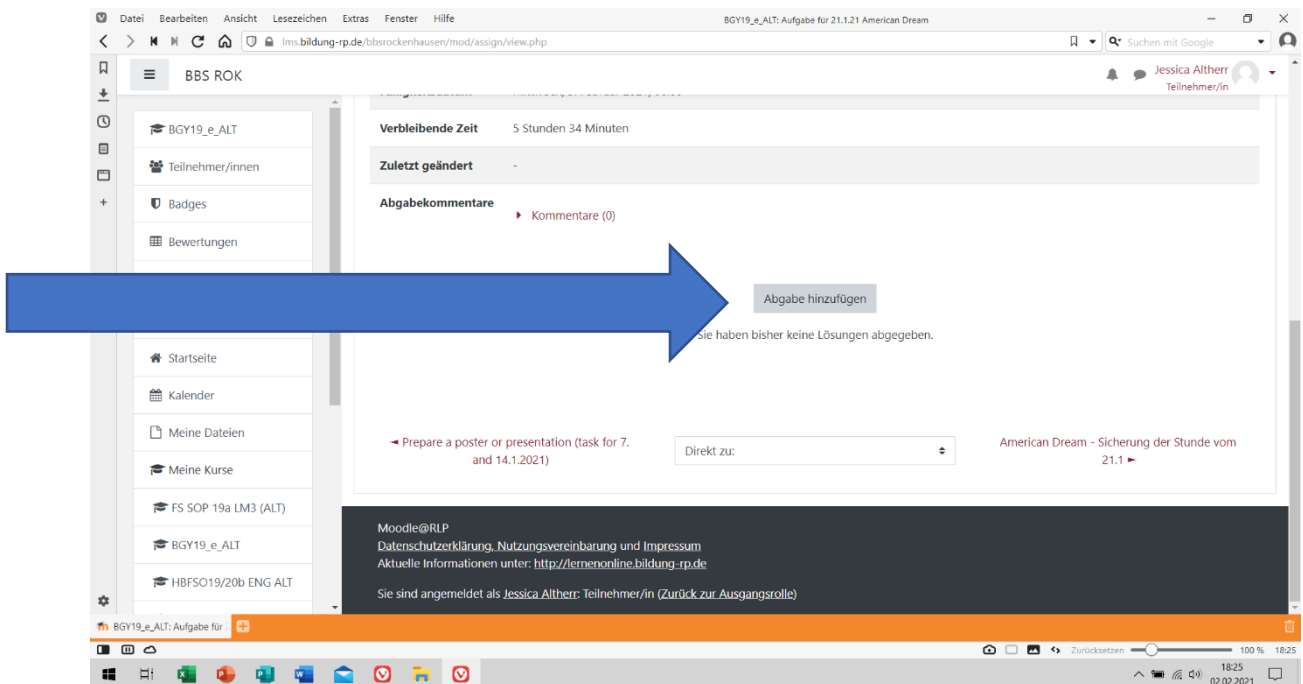 Datei Bearbeiten Ansicht Lesezeichen Extras Fenster Hilfe
BGY19_e_ALT: Aufgabe für 21.1.21 American Dream
lms.bildung-rp.de/bbsrockenhausen/mod/assign/view.php
Suchen mit Google
BBS ROK
Jessica Altherr
Teilnehmer/in
BGY19_e_ALT
Teilnehmer/innen
Badges
Bewertungen
Startseite
Kalender
Meine Dateien
Meine Kurse
FS SOP 19a LM3 (ALT)
BGY19_e_ALT
HBFSO19/20b ENG ALT
Verbleibende Zeit 5 Stunden 34 Minuten
Zuletzt geändert -
Abgabekommentare
Kommentare (0)
Abgabe hinzufügen
Sie haben bisher keine Lösungen abgegeben.
◄ Prepare a poster or presentation (task for 7.
and 14.1.2021)
Direkt zu:
American Dream - Sicherung der Stunde vom
21.1 ►
Moodle@RLP
Datenschutzerklärung, Nutzungsvereinbarung und Impressum
Aktuelle Informationen unter: http://lernenonline.bildung-rp.de
Sie sind angemeldet als Jessica Altherr: Teilnehmer/in (Zurück zur Ausgangsrolle)
BGY19_e_ALT: Aufgabe für
Zurücksetzen 100 % 18:25
18:25
02.02.2021